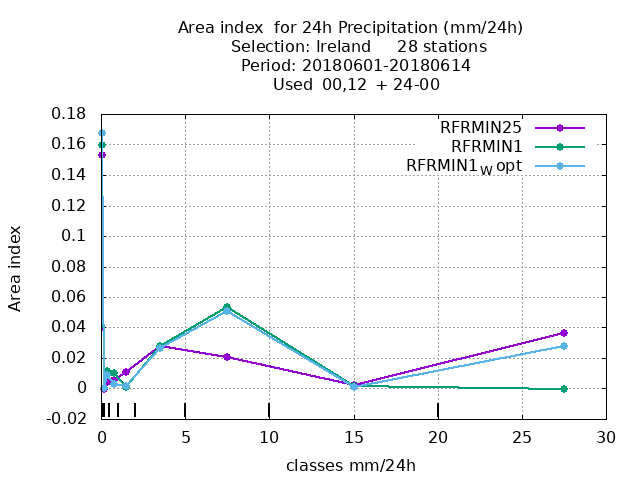 Area index  for 24h Precipitation (mm/24h)
Selection: Ireland     28 stations
Period: 20180601-20180614
Used  00,12  + 24-00
RFRMIN25
RFRMIN1
RFRMIN1w opt
Area index
0.18
0.16
0.14
0.12
0.1
0.08
0.06
0.04
0.02
0
-0.02
0 5 10 15 20 25 30
classes mm/24h